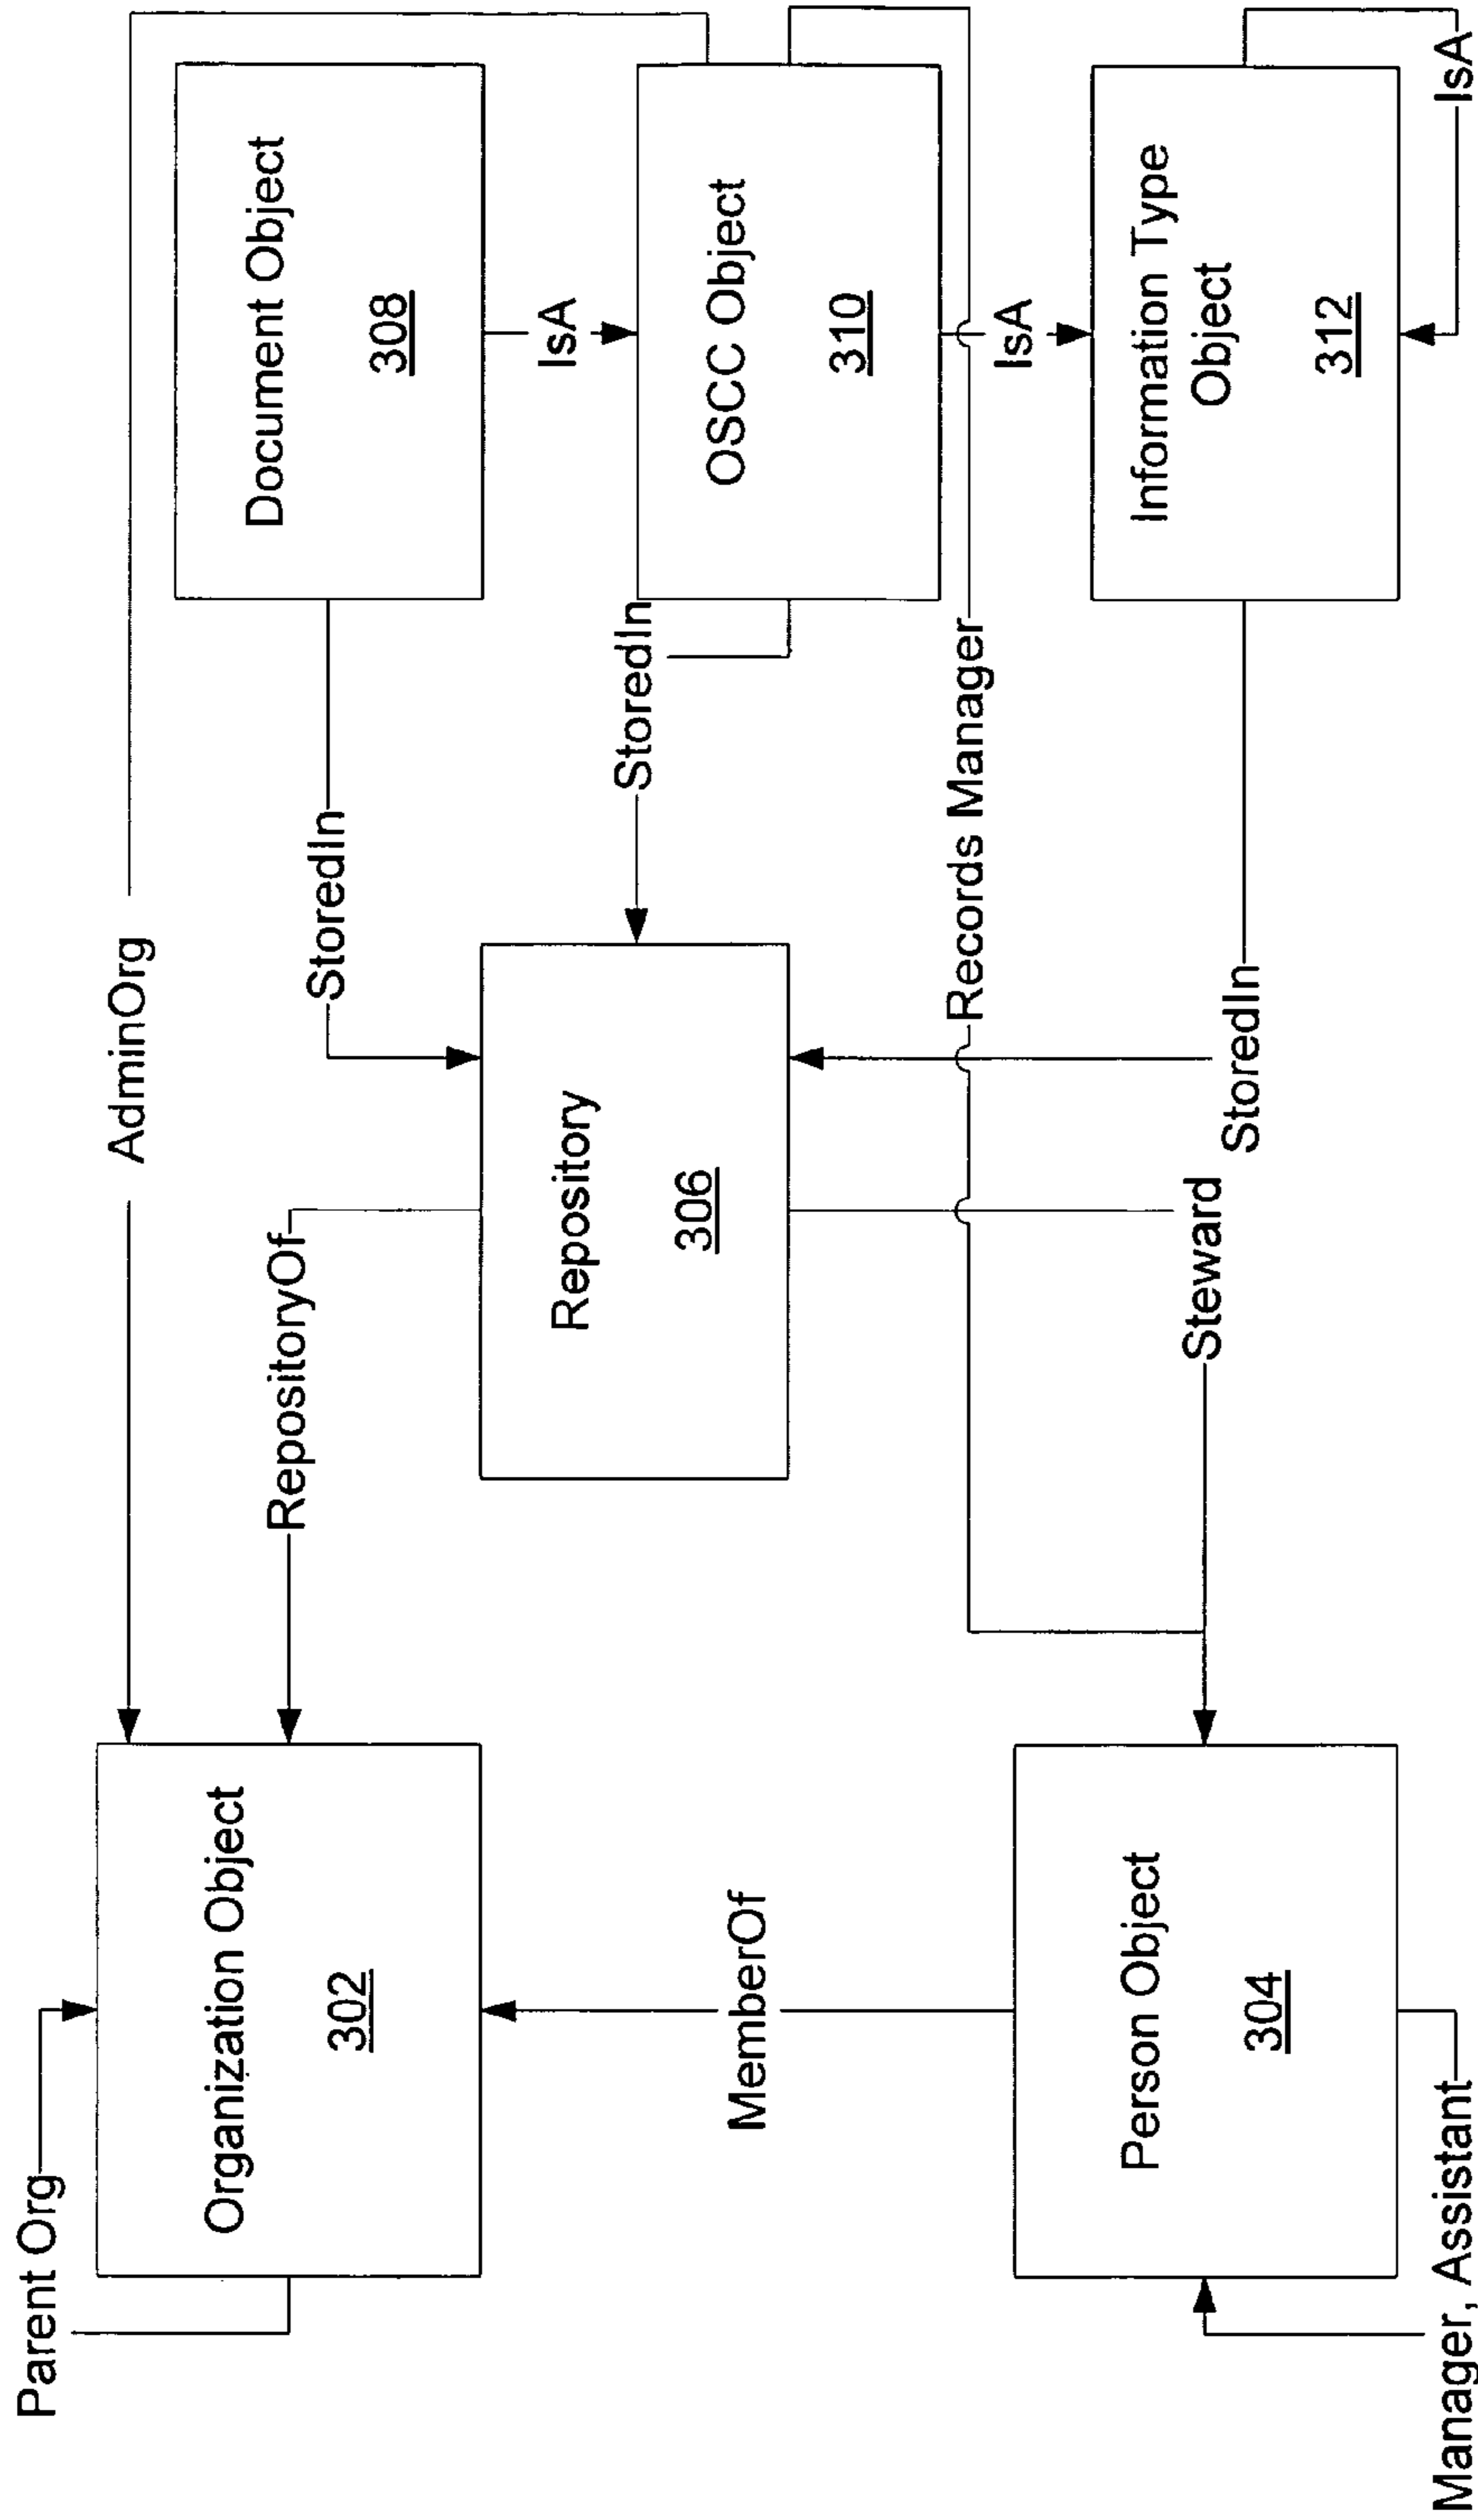 Parent Org
Organization Object
302
AdminOrg
RepositoryOf
StoredIn
Document Object
308
MemberOf
Repository
306
StoredIn
IsA
OSCC Object
310
Records Manager
IsA
Person Object
304
Steward
StoredIn
Information Type
Object
312
Manager, Assistant
IsA